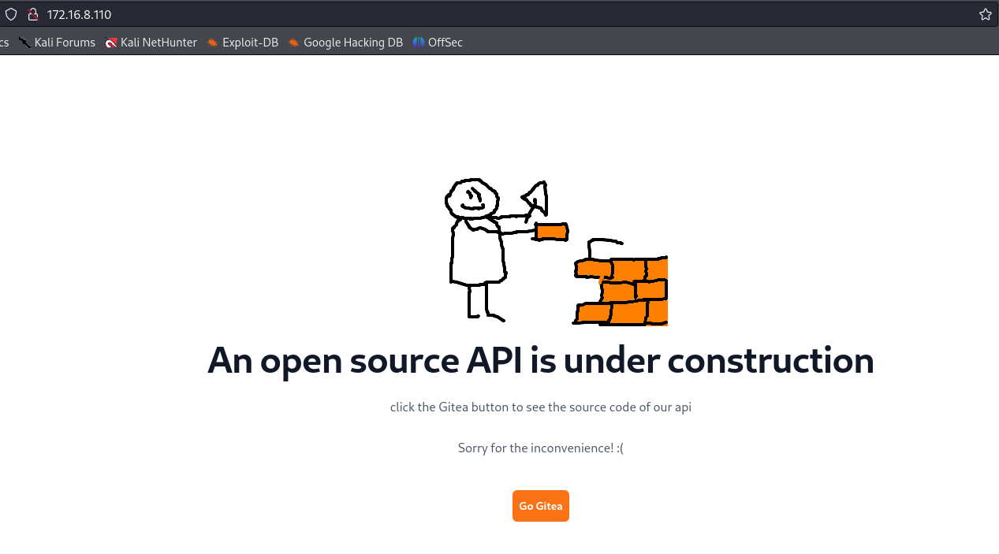 172.16.8.110
cs Kali Forums Kali NetHunter Exploit-DB Google Hacking DB OffSec
An open source API is under construction
click the Gitea button to see the source code of our api
Sorry for the inconvenience! :(
Go Gitea